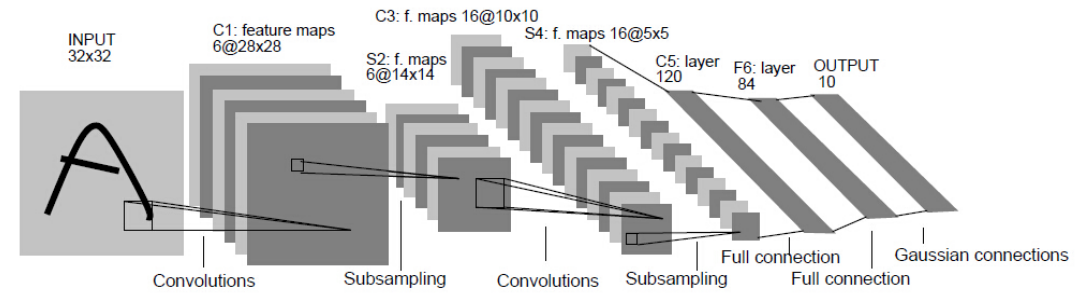 INPUT
32x32
C1: feature maps
6@28x28
S2: f. maps
6@14x14
C3: f. maps 16@10x10
S4: f. maps 16@5x5
C5: layer
120
F6: layer
84
OUTPUT
10
Convolutions
Subsampling
Convolutions
Subsampling
Full connection
Full connection
Gaussian connections